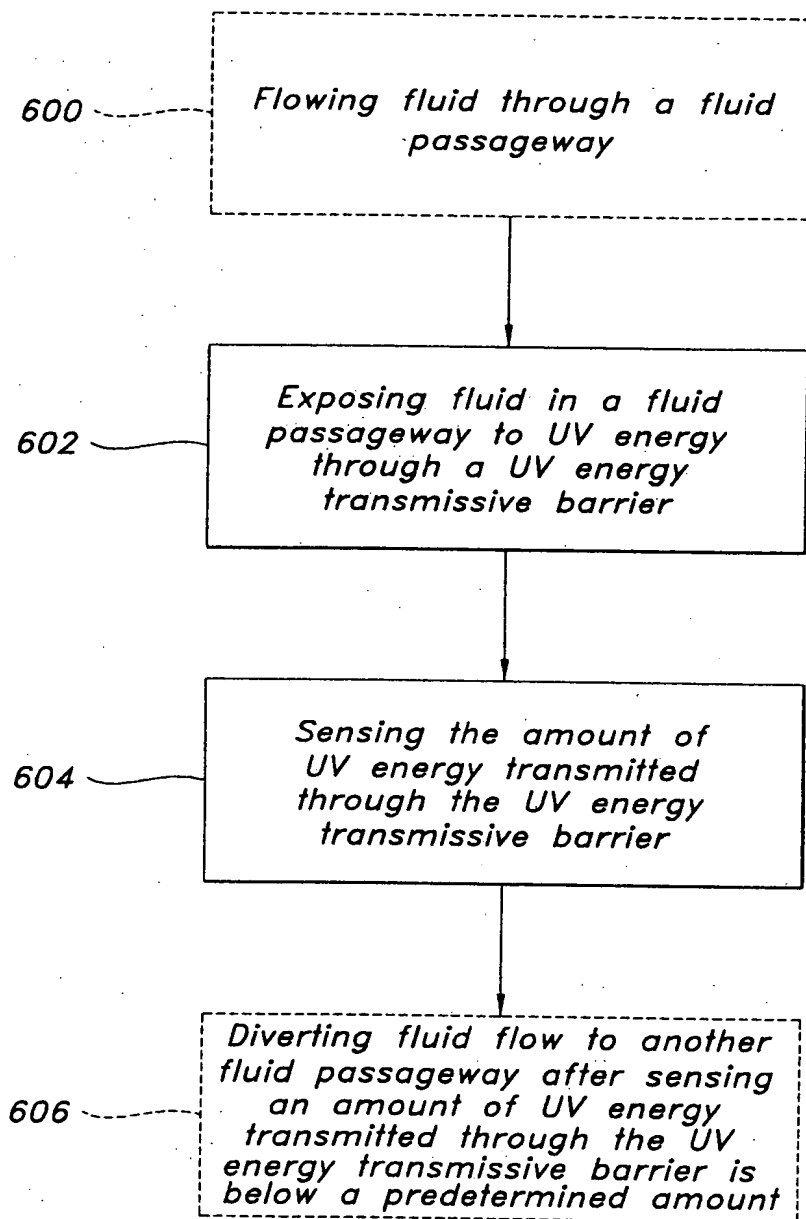 600
Flowing fluid through a fluid
passageway
602
Exposing fluid in a fluid
passageway to UV energy
through a UV energy
transmissive barrier
604
Sensing the amount of
UV energy transmitted
through the UV energy
transmissive barrier
606
Diverting fluid flow to another
fluid passageway after sensing
an amount of UV energy
transmitted through the UV
energy transmissive barrier is
below a predetermined amount